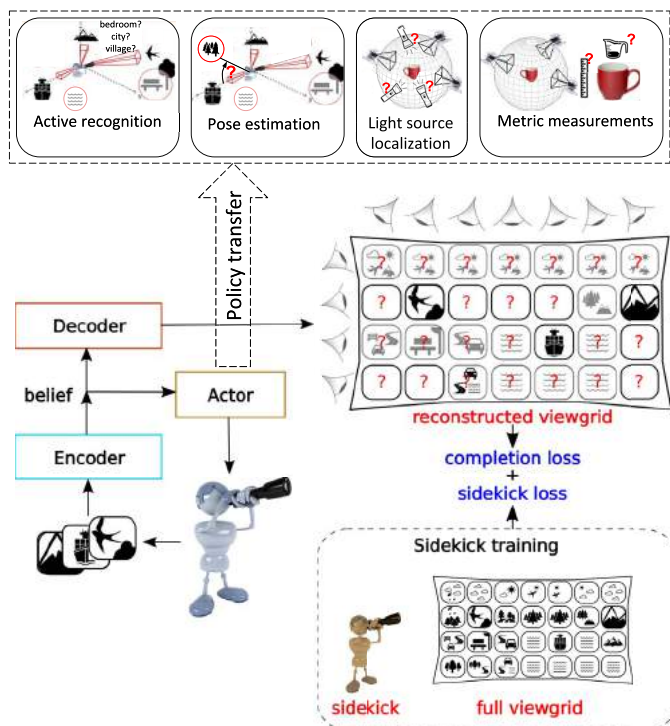 bedroom?
city?
village?
?
?
?
?
?
?
Active recognition
Pose estimation
Light source
localization
Metric measurements
Policy transfer
? ? ? ? ? ? ?
? ? ? ? ?
Decoder
? ? ? ? ? ? ?
belief
Actor
? ? ? ? ? ? ?
reconstructed viewgrid
Encoder
completion loss
+
sidekick loss
Sidekick training
sidekick
full viewgrid